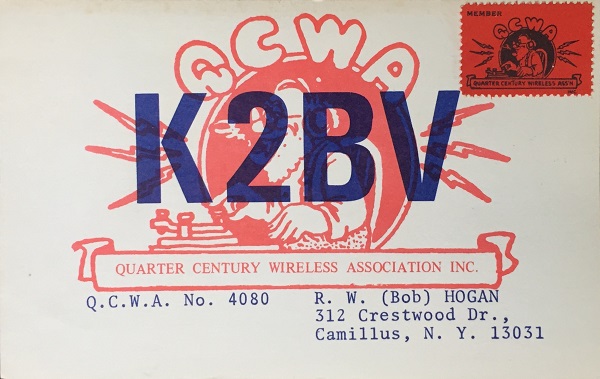 QCWA
MEMBER
QUARTER CENTURY WIRELESS ASS'N
K2BV
QUARTER CENTURY WIRELESS ASSOCIATION INC.
Q.C.W.A. No. 4080
R. W. (Bob) HOGAN
312 Crestwood Dr.,
Camillus, N. Y. 13031